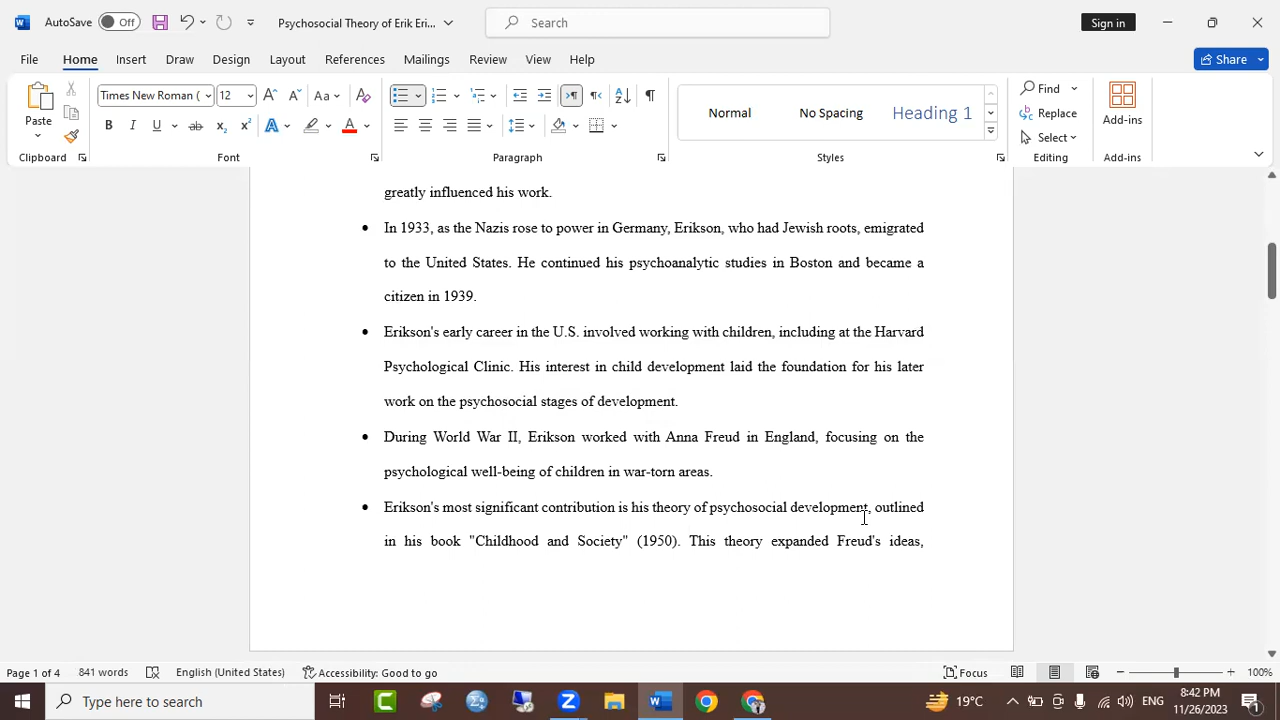 AutoSave Off Psychosocial Theory of Erik Eri... Search Sign in
File Home Insert Draw Design Layout References Mailings Review View Help Share
Times New Roman ( 12 Aa Normal No Spacing Heading 1 Find
Paste Replace
B I U ab x2 x2 A A Select Add-ins
Clipboard Font Paragraph Styles Editing Add-ins
greatly influenced his work.
• In 1933, as the Nazis rose to power in Germany, Erikson, who had Jewish roots, emigrated
to the United States. He continued his psychoanalytic studies in Boston and became a
citizen in 1939.
• Erikson's early career in the U.S. involved working with children, including at the Harvard
Psychological Clinic. His interest in child development laid the foundation for his later
work on the psychosocial stages of development.
• During World War II, Erikson worked with Anna Freud in England, focusing on the
psychological well-being of children in war-torn areas.
• Erikson's most significant contribution is his theory of psychosocial development, outlined
in his book "Childhood and Society" (1950). This theory expanded Freud's ideas,
Page 1 of 4 841 words English (United States) Accessibility: Good to go Focus 100%
Type here to search 19°C ENG 8:42 PM
11/26/2023